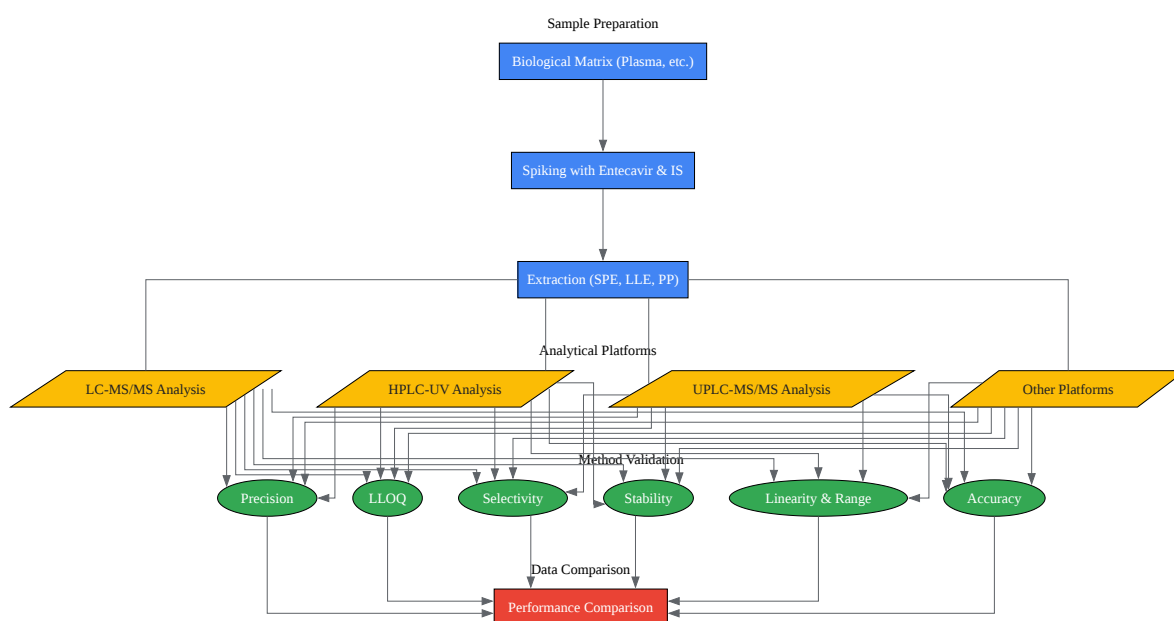 Sample Preparation
Biological Matrix (Plasma, etc.)
Spiking with Entecavir & IS
Extraction (SPE, LLE, PP)
Analytical Platforms
LC-MS/MS Analysis
HPLC-UV Analysis
UPLC-MS/MS Analysis
Other Platforms
Method Validation
Precision
LLOQ
Selectivity
Stability
Linearity & Range
Accuracy
Data Comparison
Performance Comparison